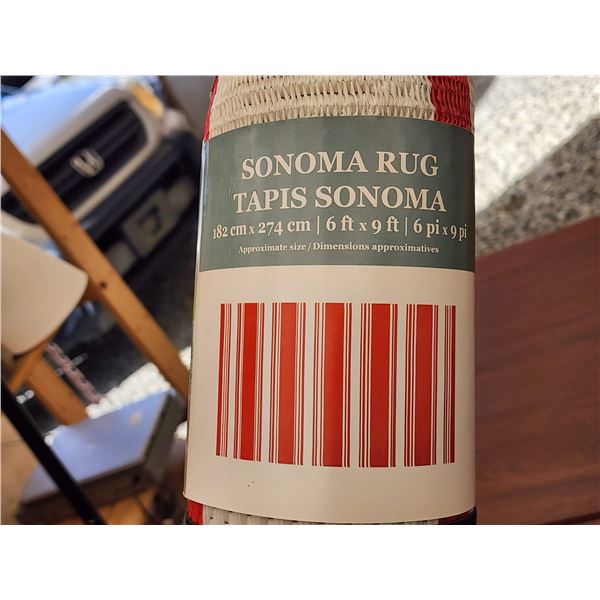 SONOMA RUG
TAPIS SONOMA
182 cm x 274 cm | 6 ft x 9 ft | 6 pi x 9 pi
Approximate size / Dimensions approximatives